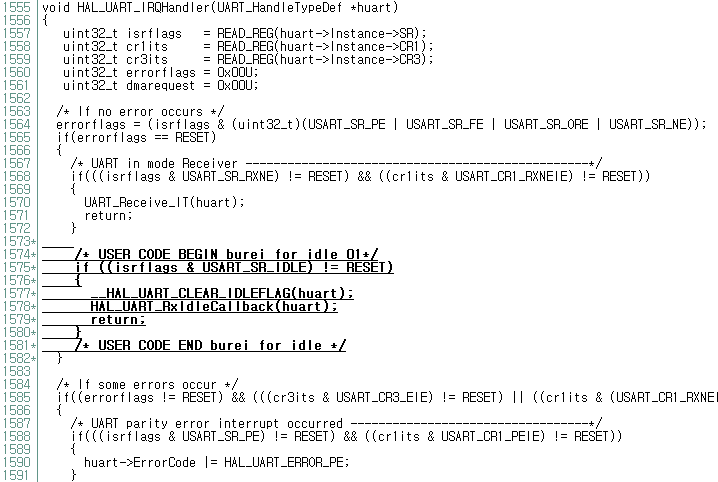 1555 void HAL_UART_IRQHandler(UART_HandleTypeDef *huart)
1556 {
1557    uint32_t isrflags   = READ_REG(huart->Instance->SR);
1558    uint32_t cr1its     = READ_REG(huart->Instance->CR1);
1559    uint32_t cr3its     = READ_REG(huart->Instance->CR3);
1560    uint32_t errorflags = 0x00U;
1561    uint32_t dmarequest = 0x00U;
1562
1563   /* If no error occurs */
1564   errorflags = (isrflags & (uint32_t)(USART_SR_PE | USART_SR_FE | USART_SR_ORE | USART_SR_NE));
1565   if(errorflags == RESET)
1566   {
1567     /* UART in mode Receiver -------------------------------------------------*/
1568     if(((isrflags & USART_SR_RXNE) != RESET) && ((cr1its & USART_CR1_RXNEIE) != RESET))
1569     {
1570       UART_Receive_IT(huart);
1571       return;
1572     }
1573*
1574*     /* USER CODE BEGIN burei for idle 01*/
1575*     if ((isrflags & USART_SR_IDLE) != RESET)
1576*     {
1577*       __HAL_UART_CLEAR_IDLEFLAG(huart);
1578*       HAL_UART_RxIdleCallback(huart);
1579*       return;
1580*     }
1581*     /* USER CODE END burei for idle */
1582*   }
1583
1584   /* If some errors occur */
1585   if((errorflags != RESET) && (((cr3its & USART_CR3_EIE) != RESET) || ((cr1its & (USART_CR1_RXNEI
1586   {
1587     /* UART parity error interrupt occurred ----------------------------------*/
1588     if(((isrflags & USART_SR_PE) != RESET) && ((cr1its & USART_CR1_PEIE) != RESET))
1589     {
1590       huart->ErrorCode |= HAL_UART_ERROR_PE;
1591     }